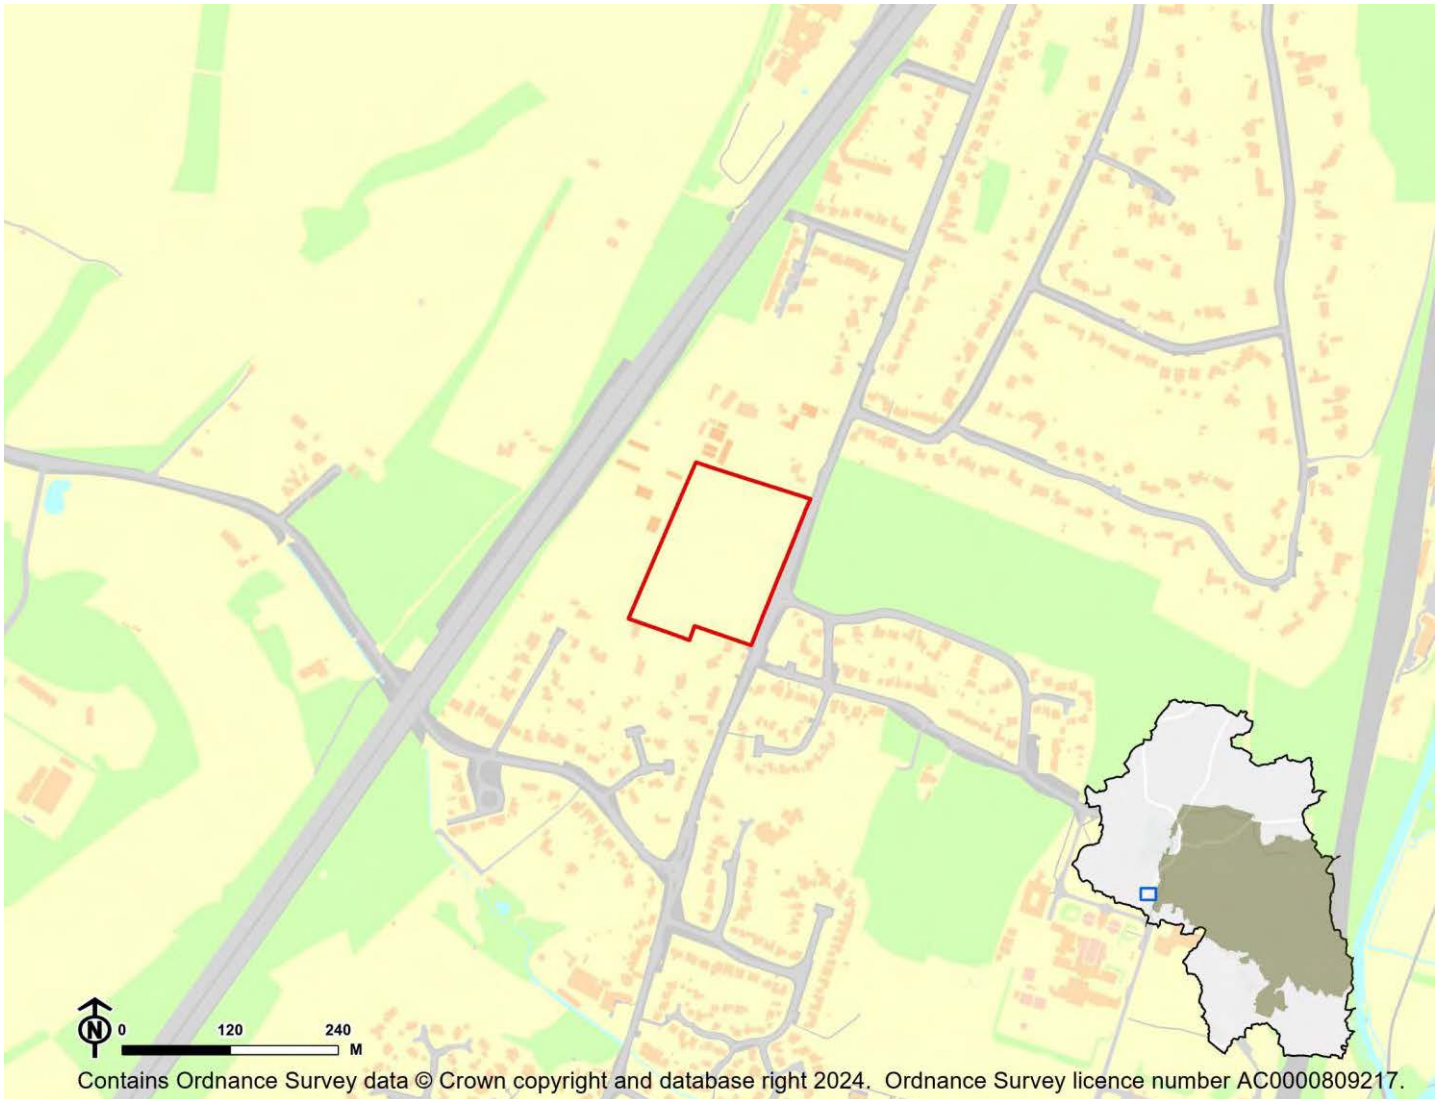 N
0 120 240
M
Contains Ordnance Survey data © Crown copyright and database right 2024. Ordnance Survey licence number AC0000809217.